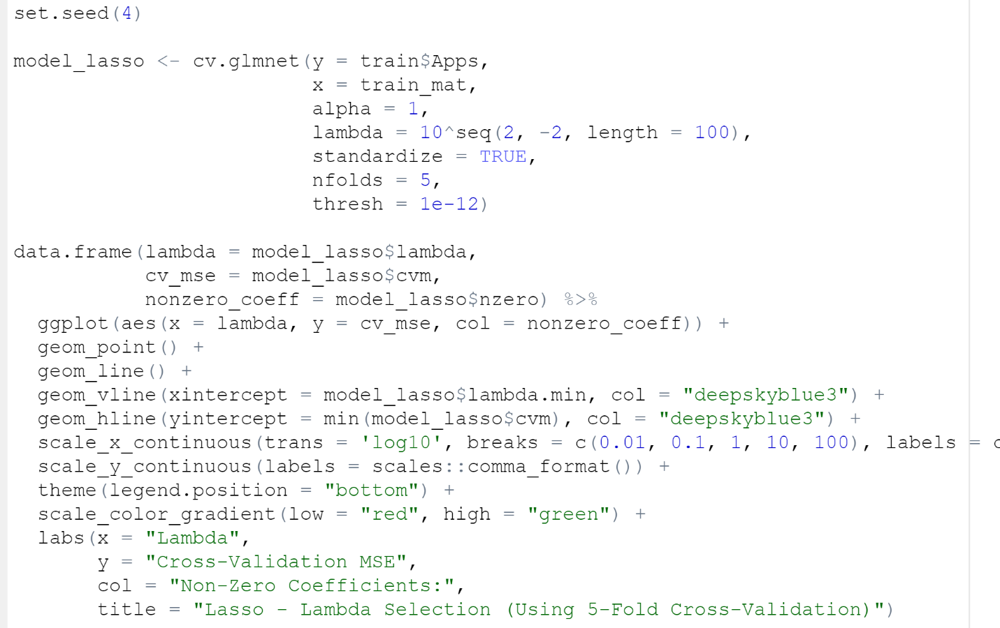 set.seed(4)
model_lasso <- cv.glmnet(y = train$Apps,
                         x = train_mat,
                         alpha = 1,
                         lambda = 10^seq(2, -2, length = 100),
                         standardize = TRUE,
                         nfolds = 5,
                         thresh = 1e-12)
data.frame(lambda = model_lasso$lambda,
           cv_mse = model_lasso$cvm,
           nonzero_coeff = model_lasso$nzero) %>%
  ggplot(aes(x = lambda, y = cv_mse, col = nonzero_coeff)) +
  geom_point() +
  geom_line() +
  geom_vline(xintercept = model_lasso$lambda.min, col = "deepskyblue3") +
  geom_hline(yintercept = min(model_lasso$cvm), col = "deepskyblue3") +
  scale_x_continuous(trans = 'log10', breaks = c(0.01, 0.1, 1, 10, 100), labels =
  scale_y_continuous(labels = scales::comma_format()) +
  theme(legend.position = "bottom") +
  scale_color_gradient(low = "red", high = "green") +
  labs(x = "Lambda",
       y = "Cross-Validation MSE",
       col = "Non-Zero Coefficients:",
       title = "Lasso - Lambda Selection (Using 5-Fold Cross-Validation)")